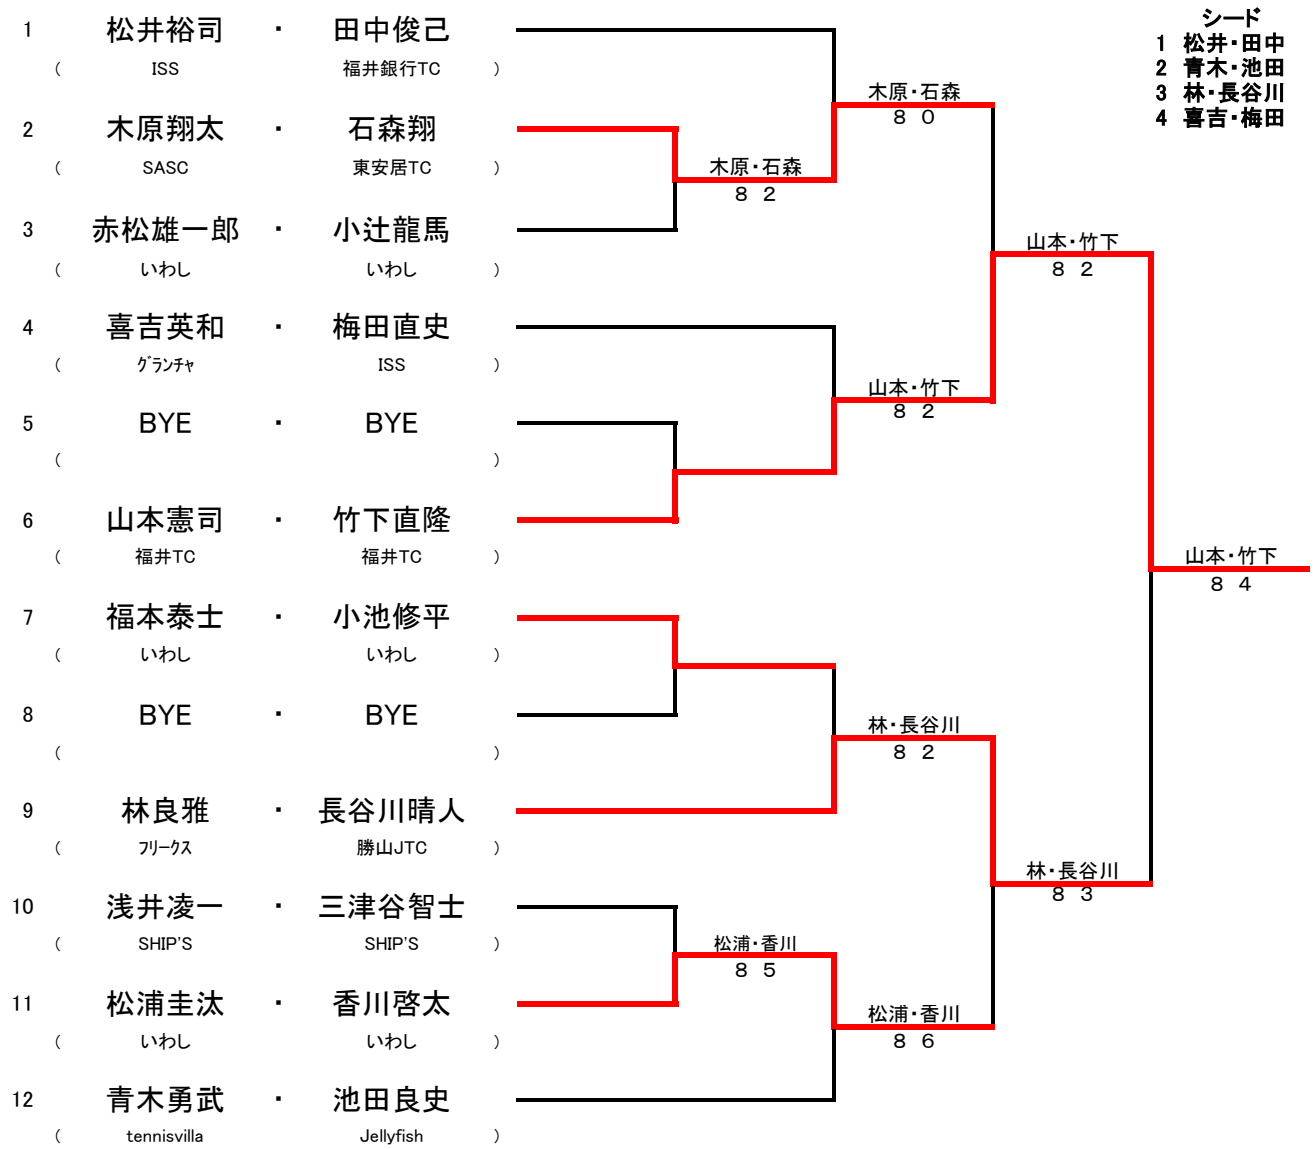 1 松井裕司 ・ 田中俊己
( ISS 福井銀行TC )
2 木原翔太 ・ 石森翔
( SASC 東安居TC )
3 赤松雄一郎 ・ 小辻龍馬
( いわし いわし )
4 喜吉英和 ・ 梅田直史
( グランチャ ISS )
5 BYE ・ BYE
( )
6 山本憲司 ・ 竹下直隆
( 福井TC 福井TC )
7 福本泰士 ・ 小池修平
( いわし いわし )
8 BYE ・ BYE
( )
9 林良雅 ・ 長谷川晴人
( フリークス 勝山JTC )
10 浅井凌一 ・ 三津谷智士
( SHIP'S SHIP'S )
11 松浦圭汰 ・ 香川啓太
( いわし いわし )
12 青木勇武 ・ 池田良史
( tennisvilla Jellyfish )
木原・石森
8 2
松浦・香川
8 5
木原・石森
8 0
山本・竹下
8 2
林・長谷川
8 2
松浦・香川
8 6
山本・竹下
8 2
林・長谷川
8 3
山本・竹下
8 4
シード
1 松井・田中
2 青木・池田
3 林・長谷川
4 喜吉・梅田